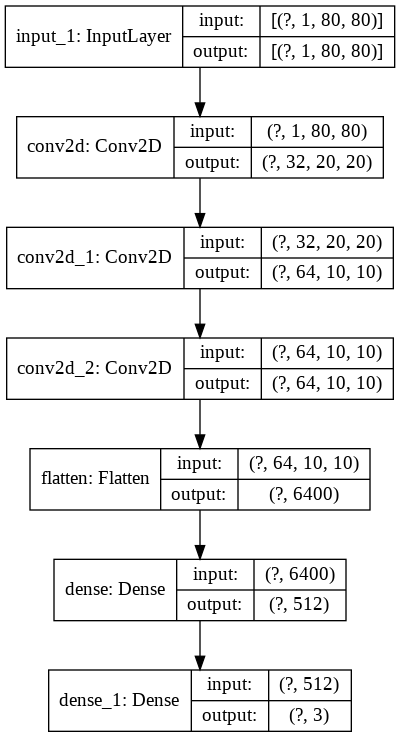 input_1: InputLayer
input:
[(?, 1, 80, 80)]
output:
[(?, 1, 80, 80)]
conv2d: Conv2D
input:
(?, 1, 80, 80)
output:
(?, 32, 20, 20)
conv2d_1: Conv2D
input:
(?, 32, 20, 20)
output:
(?, 64, 10, 10)
conv2d_2: Conv2D
input:
(?, 64, 10, 10)
output:
(?, 64, 10, 10)
flatten: Flatten
input:
(?, 64, 10, 10)
output:
(?, 6400)
dense: Dense
input:
(?, 6400)
output:
(?, 512)
dense_1: Dense
input:
(?, 512)
output:
(?, 3)